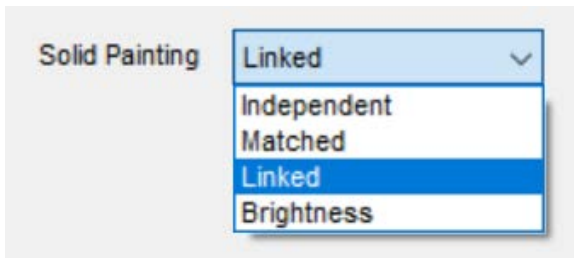 Solid Painting Linked
Independent
Matched
Linked
Brightness